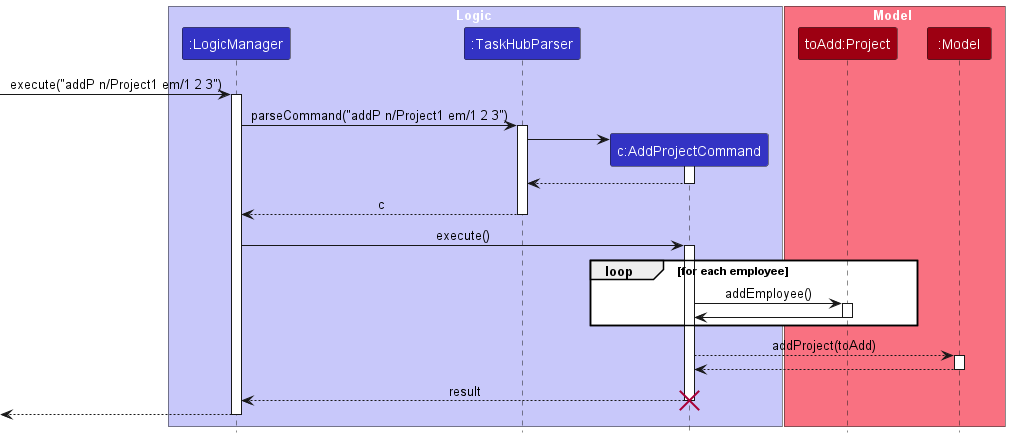 Logic
Model
:LogicManager
:TaskHubParser
toAdd:Project
:Model
execute("addP n/Project1 em/1 2 3")
parseCommand("addP n/Project1 em/1 2 3")
c:AddProjectCommand
c
execute()
loop [for each employee]
addEmployee()
addProject(toAdd)
result